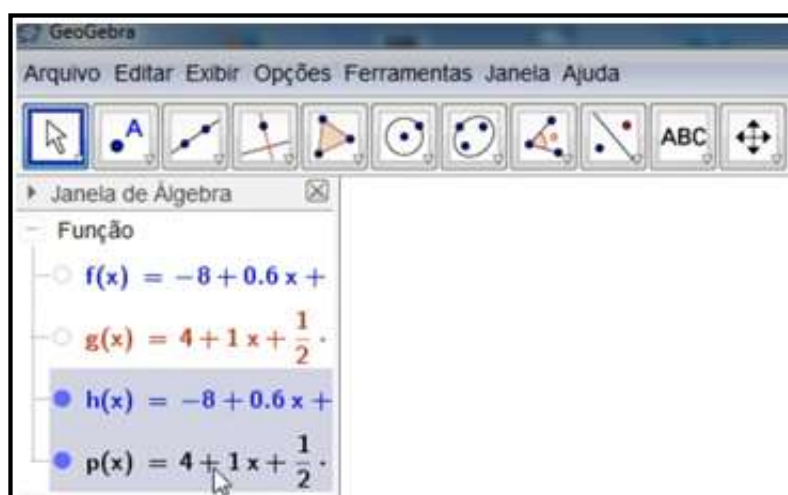 GeoGebra
Arquivo Editar Exibir Opções Ferramentas Janela Ajuda
A ABC
Janela de Álgebra
Função
f(x) = −8 + 0.6 x +
g(x) = 4 + 1 x + 1/2 ·
h(x) = −8 + 0.6 x +
p(x) = 4 + 1 x + 1/2 ·